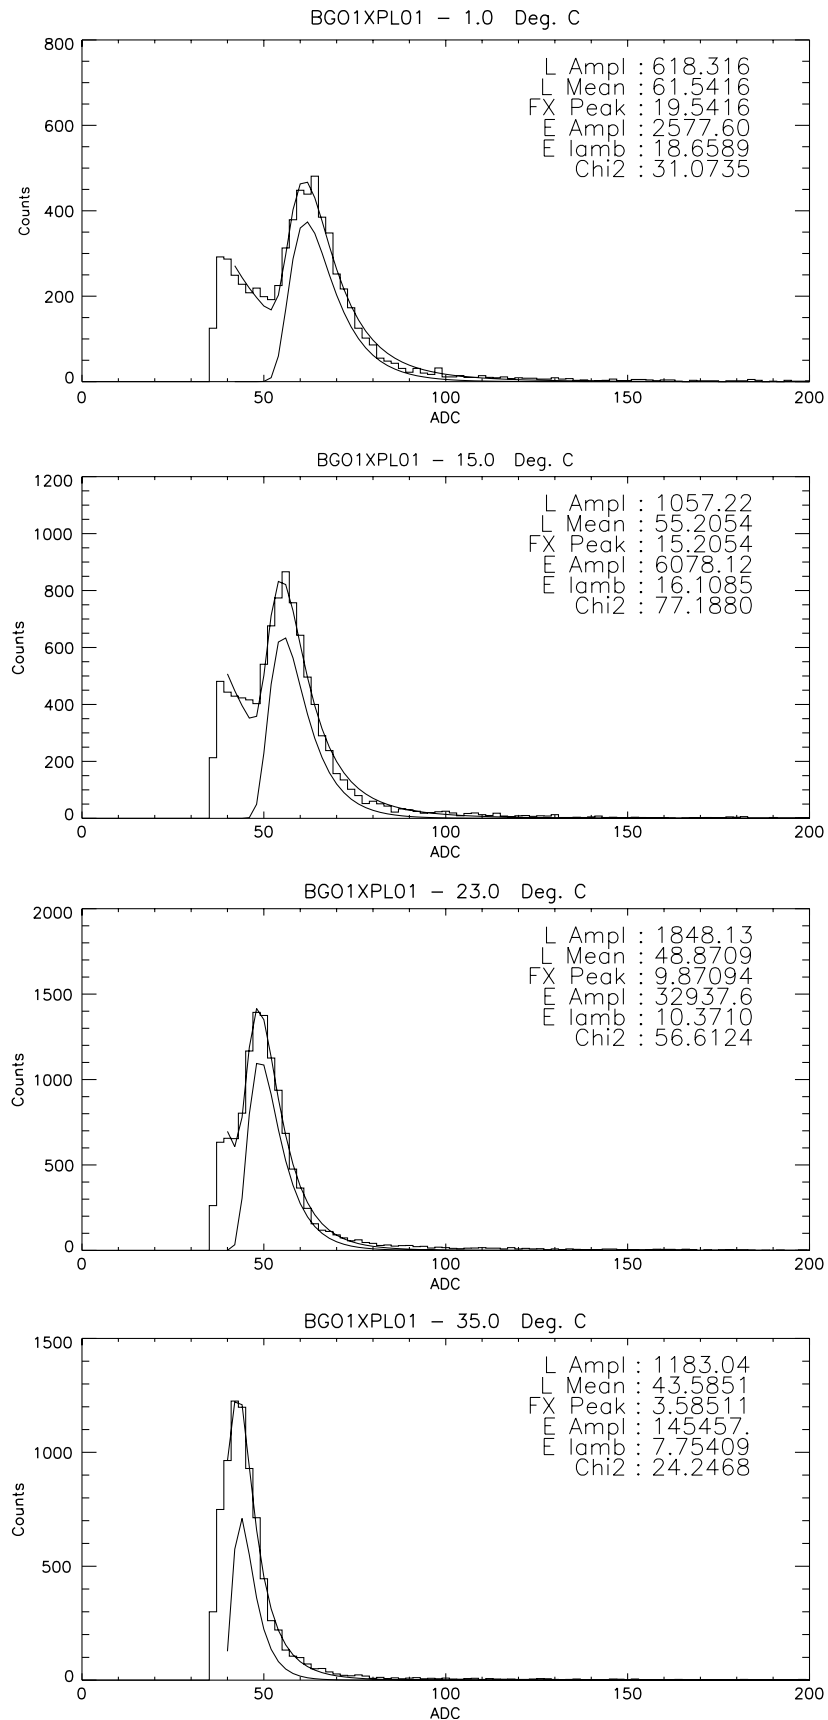 BGO1XPL01 – 1.0 Deg. C
800
L Ampl : 618.316
L Mean : 61.5416
FX Peak : 19.5416
E Ampl : 2577.60
E lamb : 18.6589
Chi2 : 31.0735
600
400
200
0
Counts
0 50 100 150 200
ADC
BGO1XPL01 – 15.0 Deg. C
1200
L Ampl : 1057.22
L Mean : 55.2054
FX Peak : 15.2054
E Ampl : 6078.12
E lamb : 16.1085
Chi2 : 77.1880
1000
800
600
400
200
0
Counts
0 50 100 150 200
ADC
BGO1XPL01 – 23.0 Deg. C
2000
L Ampl : 1848.13
L Mean : 48.8709
FX Peak : 9.87094
E Ampl : 32937.6
E lamb : 10.3710
Chi2 : 56.6124
1500
1000
500
0
Counts
0 50 100 150 200
ADC
BGO1XPL01 – 35.0 Deg. C
1500
L Ampl : 1183.04
L Mean : 43.5851
FX Peak : 3.58511
E Ampl : 145457.
E lamb : 7.75409
Chi2 : 24.2468
1000
500
0
Counts
0 50 100 150 200
ADC